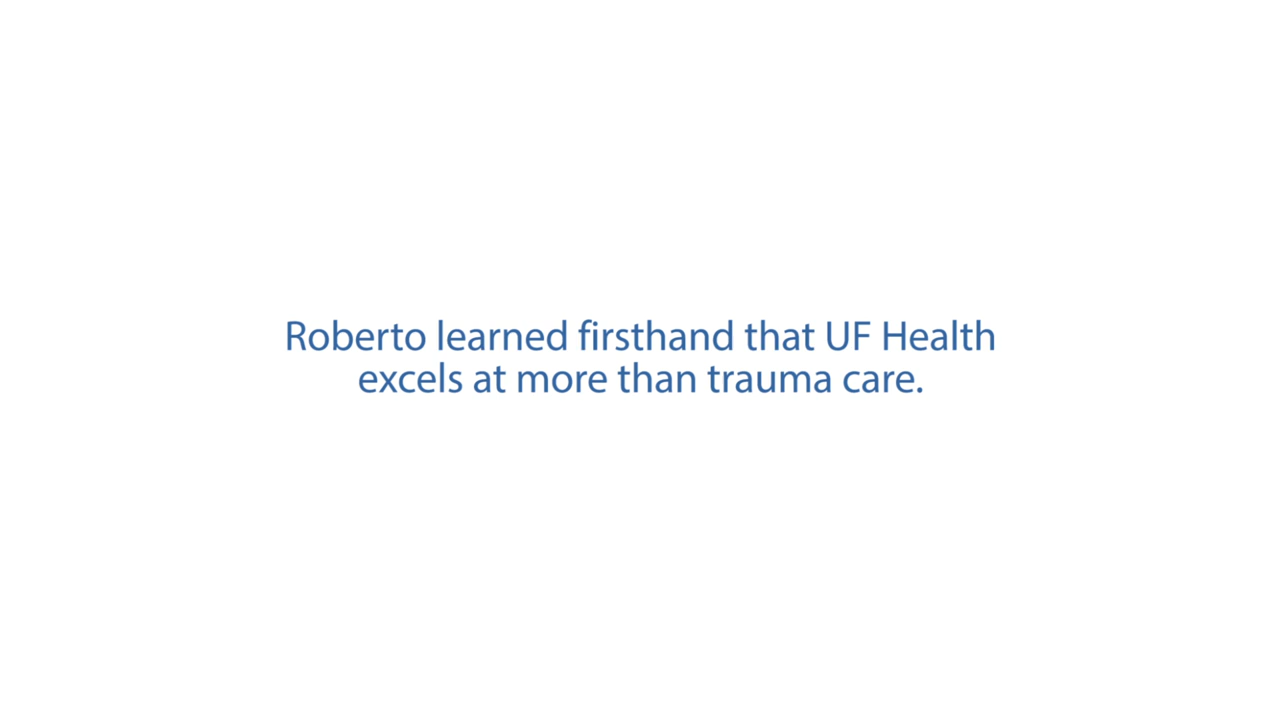 Roberto learned firsthand that UF Health
excels at more than trauma care.